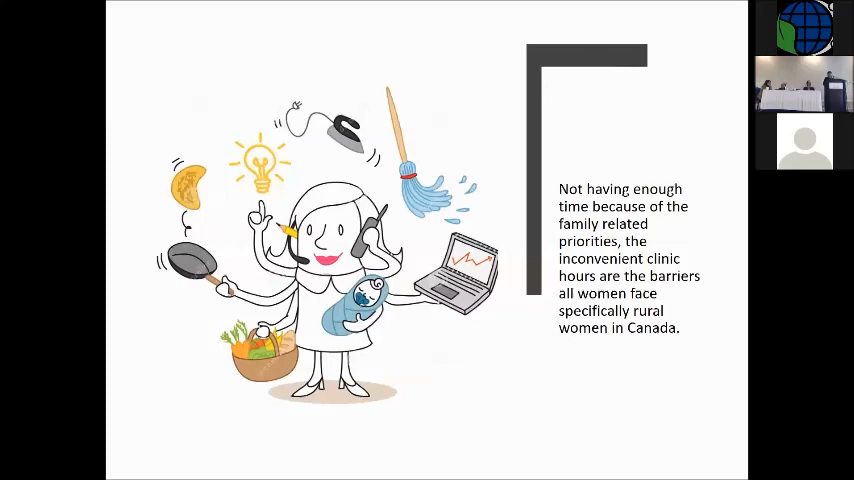 Not having enough
time because of the
family related
priorities, the
inconvenient clinic
hours are the barriers
all women face
specifically rural
women in Canada.